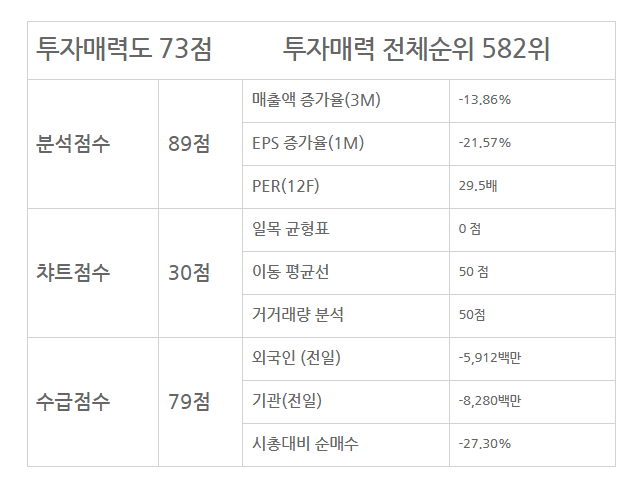 투자매력도 73점 투자매력 전체순위 582위
분석점수 89점 매출액 증가율(3M) -13.86%
EPS 증가율(1M) -21.57%
PER(12F) 29.5배
챠트점수 30점 일목 균형표 0 점
이동 평균선 50 점
거거래량 분석 50점
수급점수 79점 외국인 (전일) -5,912백만
기관(전일) -8,280백만
시총대비 순매수 -27.30%